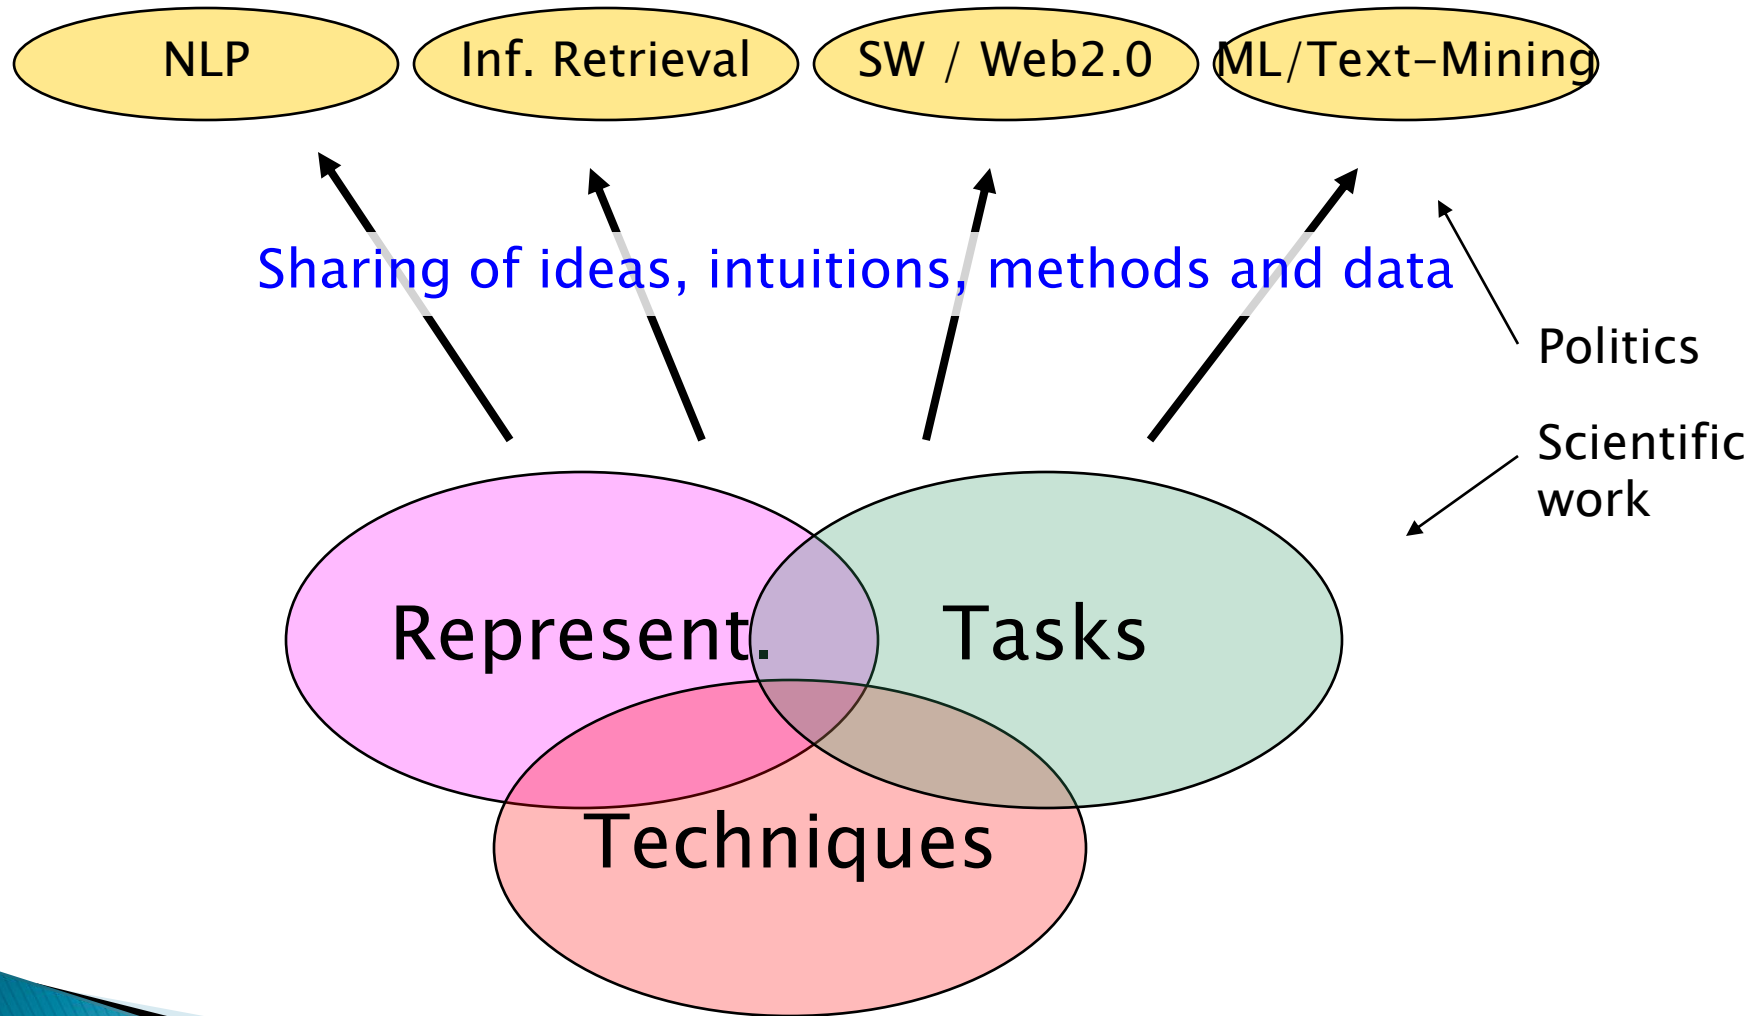 NLP
Inf. Retrieval
SW / Web2.0
ML/Text-Mining
Sharing of ideas, intuitions, methods and data
Politics
Scientific
work
Represent.
Tasks
Techniques